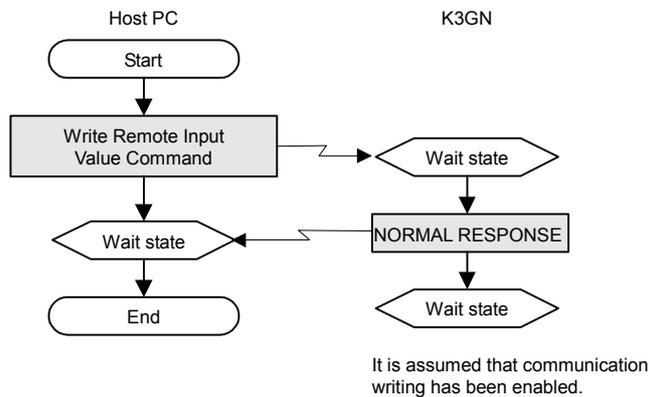 Host PC
K3GN
Start
Write Remote Input
Value Command
Wait state
Wait state
NORMAL RESPONSE
End
Wait state
It is assumed that communication
writing has been enabled.